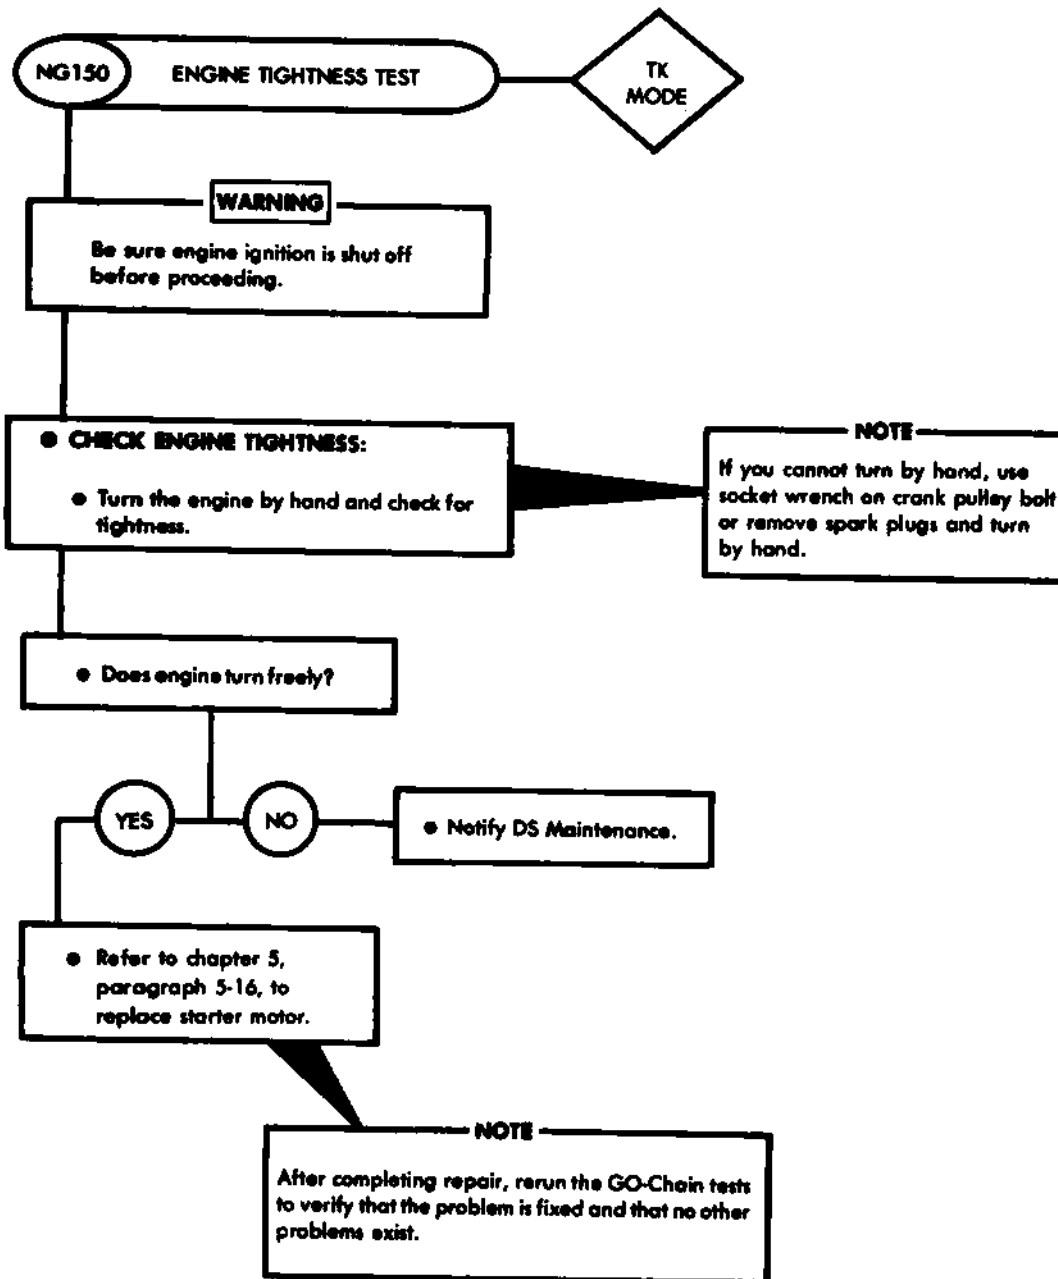 NG150
ENGINE TIGHTNESS TEST
TK
MODE
WARNING
Be sure engine ignition is shut off
before proceeding.
● CHECK ENGINE TIGHTNESS:
● Turn the engine by hand and check for
tightness.
NOTE
If you cannot turn by hand, use
socket wrench on crank pulley bolt
or remove spark plugs and turn
by hand.
● Does engine turn freely?
YES
NO
● Notify DS Maintenance.
● Refer to chapter 5,
paragraph 5-16, to
replace starter motor.
NOTE
After completing repair, rerun the GO-Chain tests
to verify that the problem is fixed and that no other
problems exist.